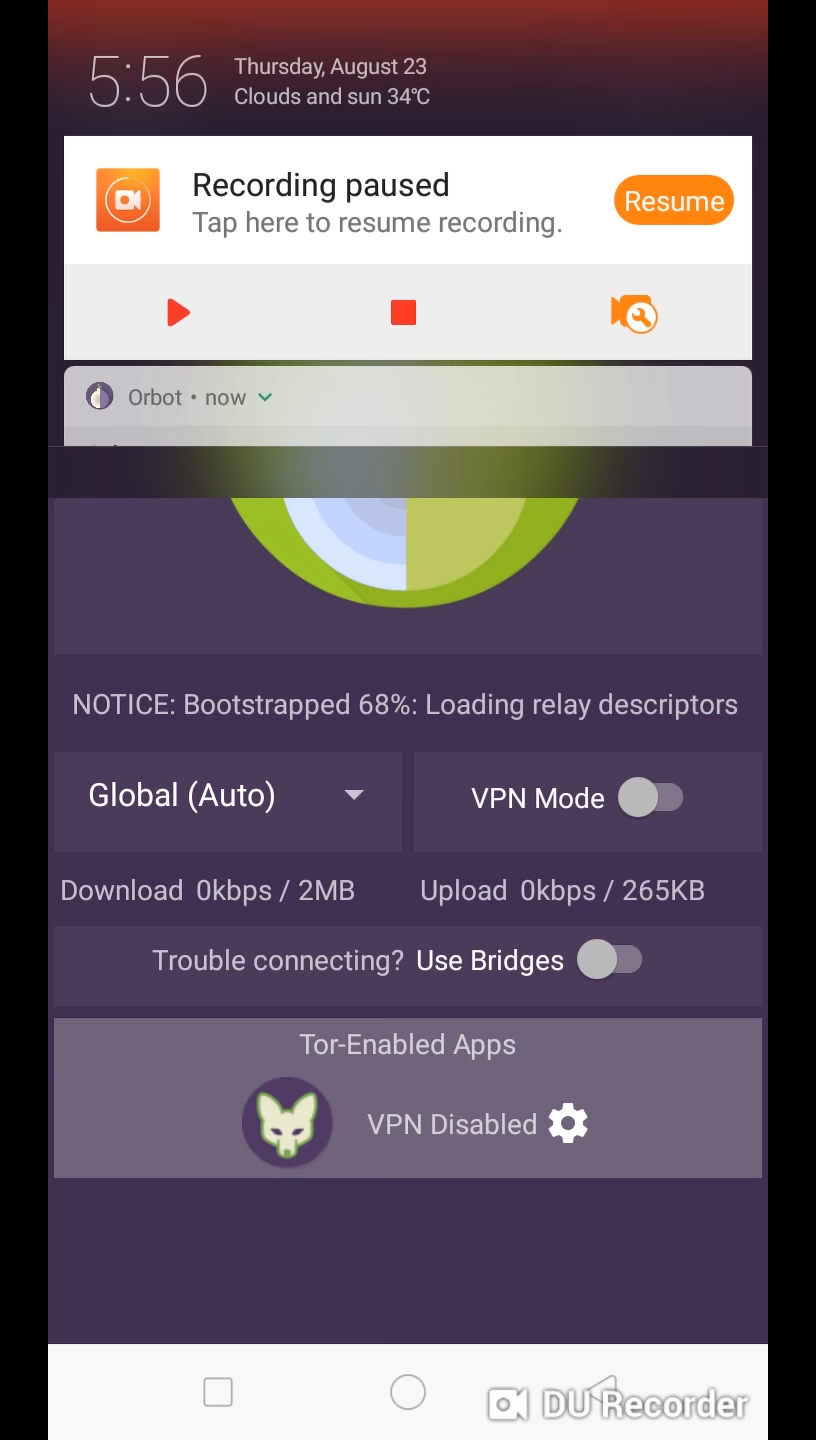 5:56
Thursday, August 23
Clouds and sun 34℃
Recording paused
Resume
Tap here to resume recording.
Orbot • now
NOTICE: Bootstrapped 68%: Loading relay descriptors
Global (Auto)
VPN Mode
Download 0kbps / 2MB
Upload 0kbps / 265KB
Trouble connecting? Use Bridges
Tor-Enabled Apps
VPN Disabled
DU Recorder